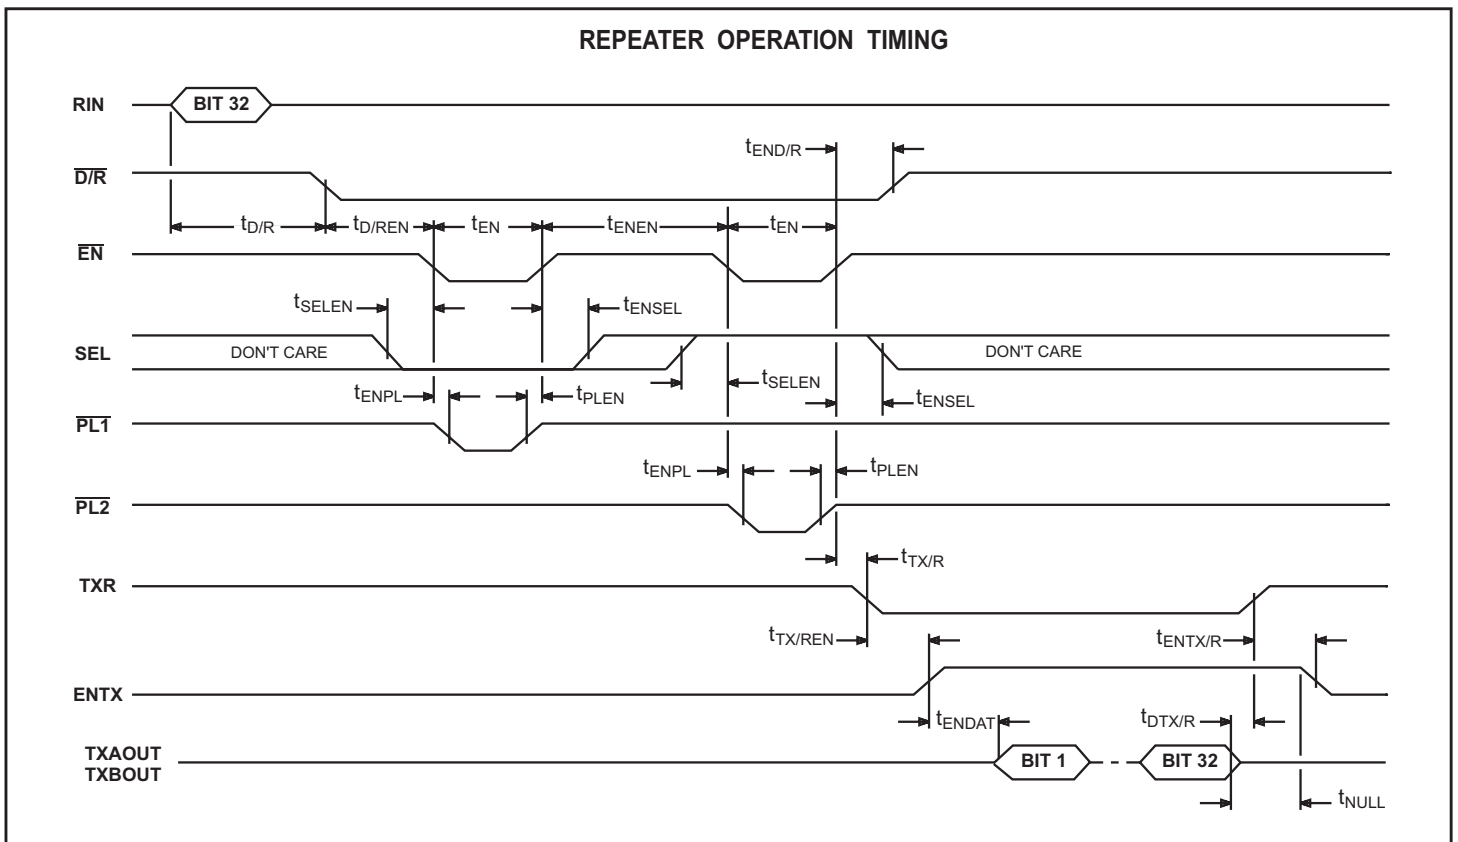 REPEATER OPERATION TIMING
RIN BIT 32
tEND/R
D/R
tD/R tD/REN tEN tENEN tEN
EN
tSELEN tENSEL
SEL DON'T CARE DON'T CARE
tENPL tPLEN tSELEN tENSEL
PL1
tENPL tPLEN
PL2
tTX/R
TXR
tTX/REN tENTX/R
ENTX
tENDAT tDTX/R
TXAOUT
TXBOUT
BIT 1 BIT 32
tNULL